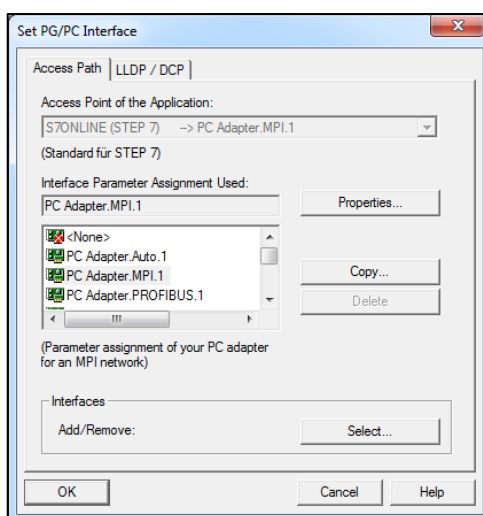 Set PG/PC Interface
Access Path LLDP / DCP
Access Point of the Application:
S7ONLINE (STEP 7) --> PC Adapter.MPI.1
(Standard für STEP 7)
Interface Parameter Assignment Used:
PC Adapter.MPI.1 Properties...
<None>
PC Adapter.Auto.1
PC Adapter.MPI.1 Copy...
PC Adapter.PROFIBUS.1 Delete
(Parameter assignment of your PC adapter
for an MPI network)
Interfaces
Add/Remove: Select...
OK Cancel Help